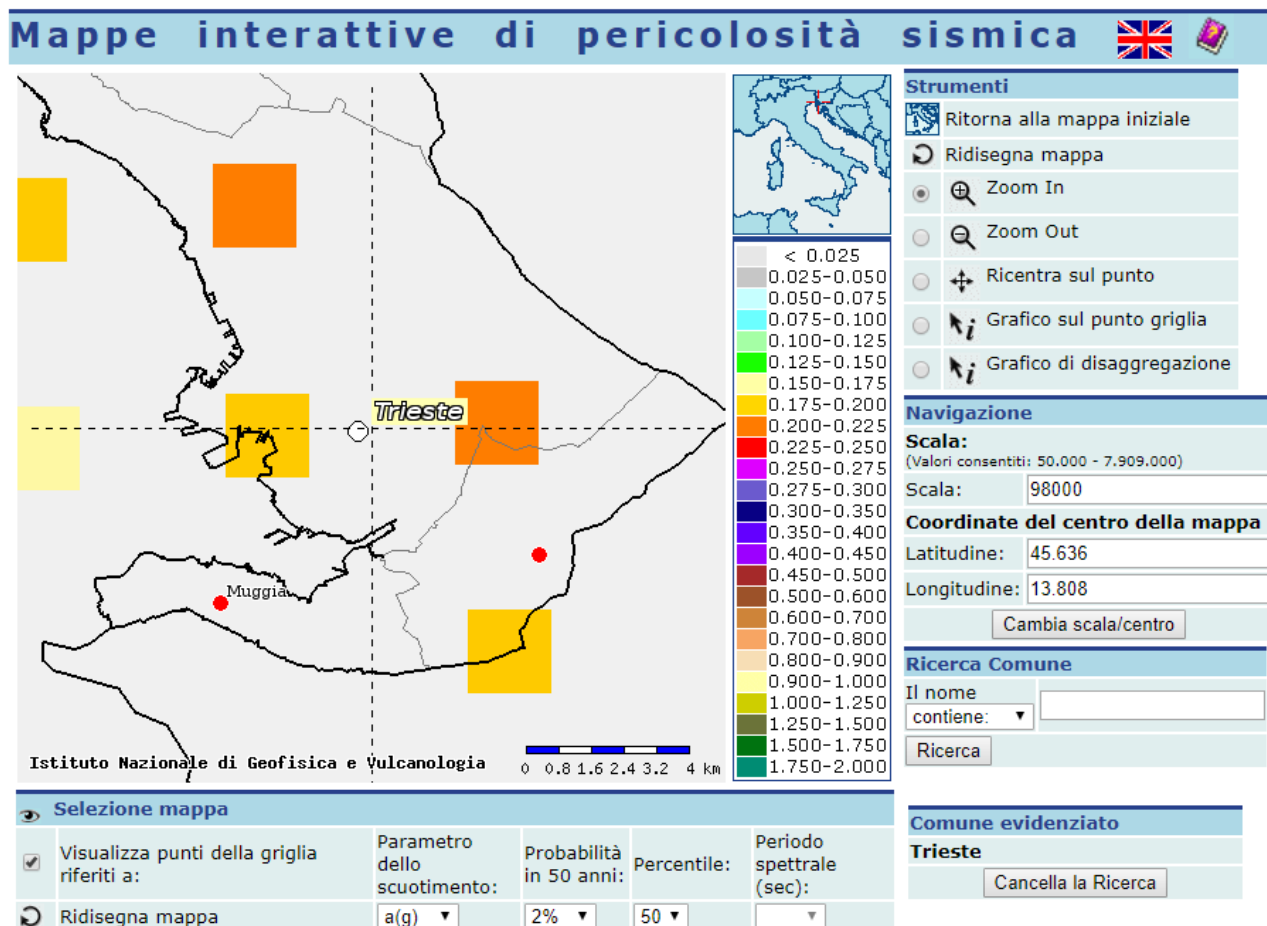 Mappe interattive di pericolosità sismica
Trieste
Muggia
Istituto Nazionale di Geofisica e Vulcanologia
0 0.8 1.6 2.4 3.2 4 km
< 0.025
0.025-0.050
0.050-0.075
0.075-0.100
0.100-0.125
0.125-0.150
0.150-0.175
0.175-0.200
0.200-0.225
0.225-0.250
0.250-0.275
0.275-0.300
0.300-0.350
0.350-0.400
0.400-0.450
0.450-0.500
0.500-0.600
0.600-0.700
0.700-0.800
0.800-0.900
0.900-1.000
1.000-1.250
1.250-1.500
1.500-1.750
1.750-2.000
Strumenti
Ritorna alla mappa iniziale
Ridisegna mappa
Zoom In
Zoom Out
Ricentra sul punto
i Grafico sul punto griglia
i Grafico di disaggregazione
Navigazione
Scala:
(Valori consentiti: 50.000 - 7.909.000)
Scala: 98000
Coordinate del centro della mappa
Latitudine: 45.636
Longitudine: 13.808
Cambia scala/centro
Ricerca Comune
Il nome
contiene:
Ricerca
Selezione mappa
Visualizza punti della griglia
riferiti a:
Parametro
dello
scuotimento:
Probabilità
in 50 anni:
Percentile:
Periodo
spettrale
(sec):
Ridisegna mappa a(g) 2% 50
Comune evidenziato
Trieste
Cancella la Ricerca